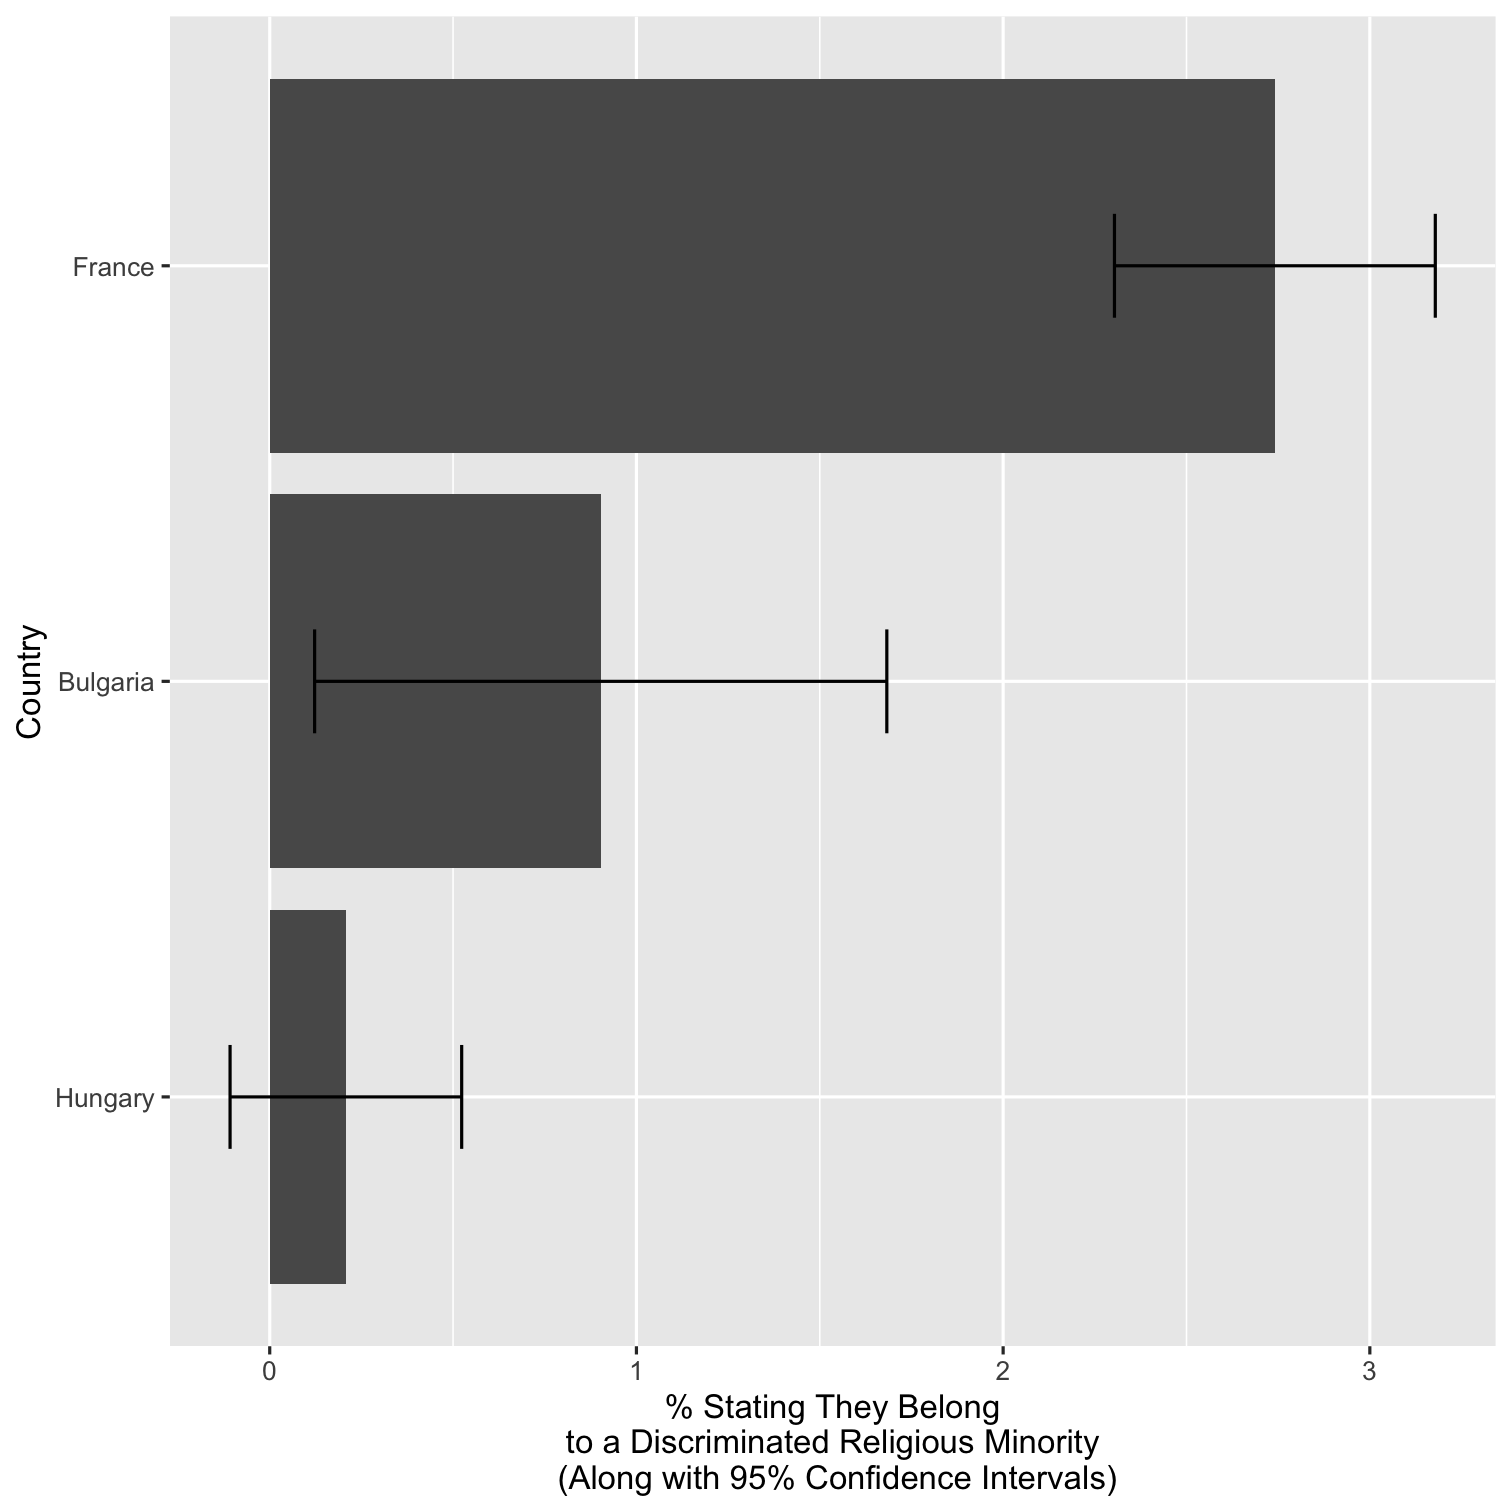 France
Bulgaria
Hungary
Country
0
1
2
3
% Stating They Belong
to a Discriminated Religious Minority
(Along with 95% Confidence Intervals)